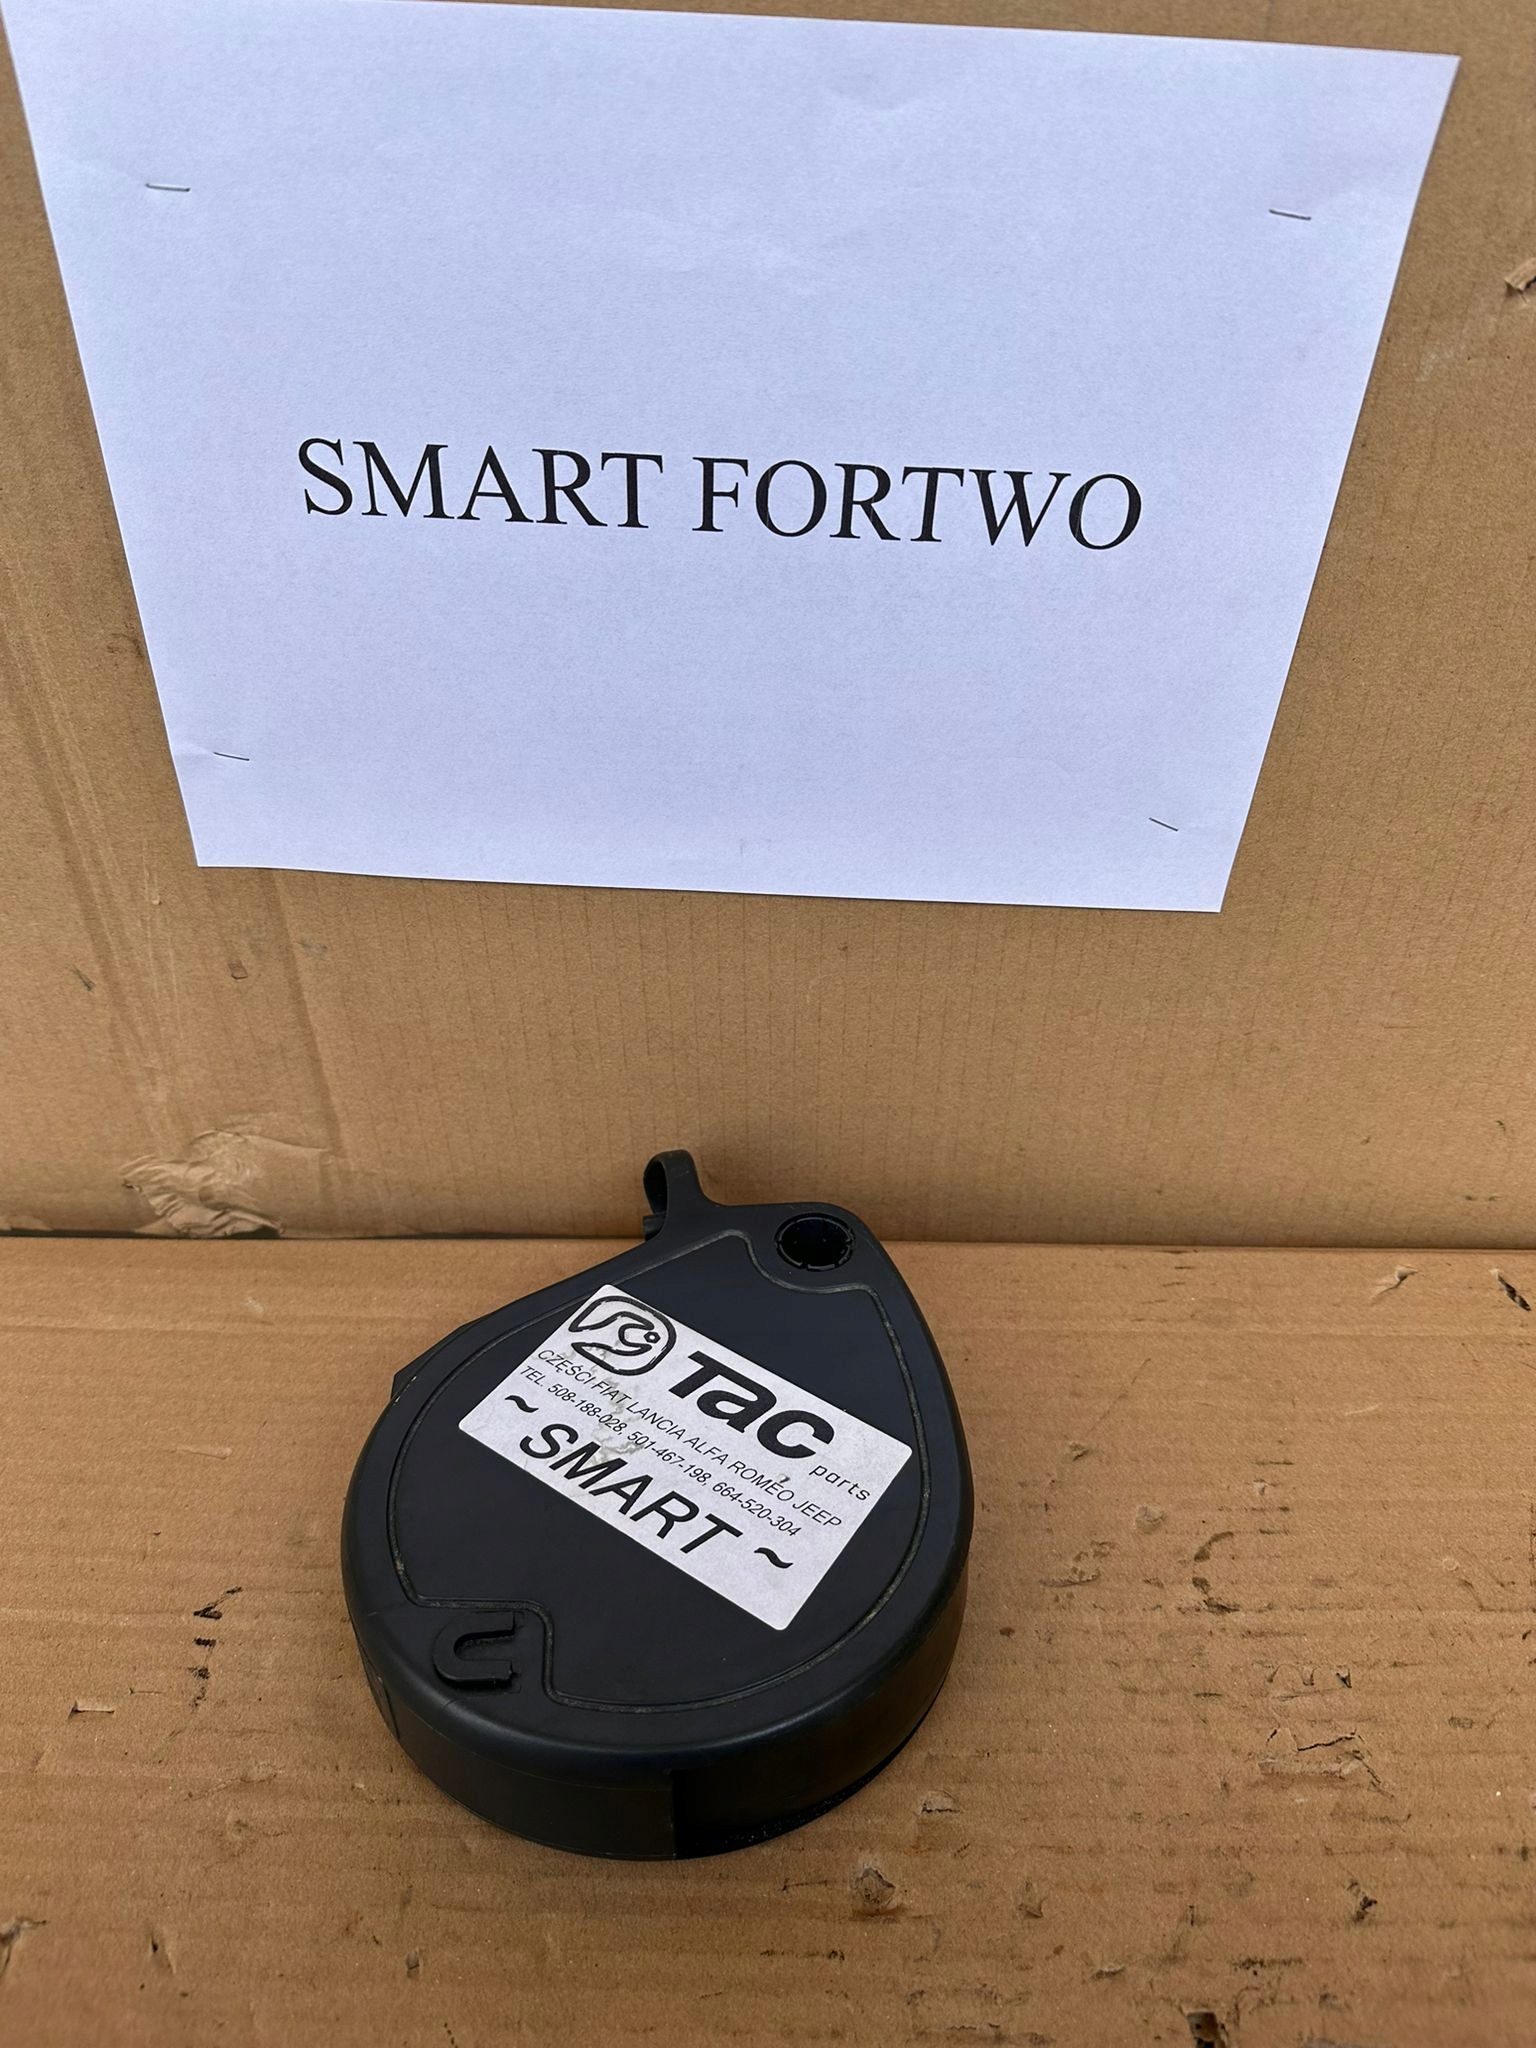 SMART FORTWO
Tac parts
CZĘŚCI FIAT LANCIA ALFA ROMEO JEEP
TEL. 508-188-028, 501-467-198, 664-520-304
~ SMART ~